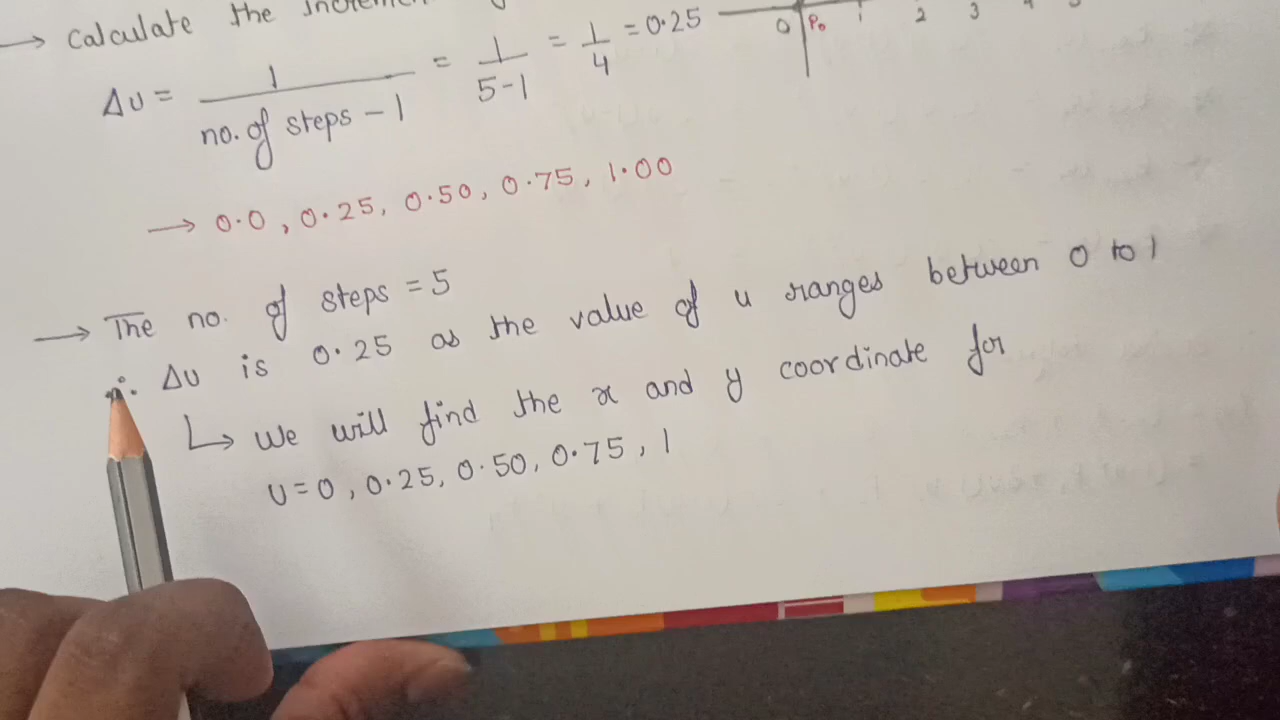 → Calculate the
Δu = 1 / no. of steps - 1 = 1 / 5-1 = 1 / 4 = 0.25
0 P₀ 1 2 3
→ 0.0, 0.25, 0.50, 0.75, 1.00
→ The no. of steps = 5
∴ Δu is 0.25 as the value of u ranges between 0 to 1
↳ We will find the x and y coordinate for
u=0, 0.25, 0.50, 0.75, 1